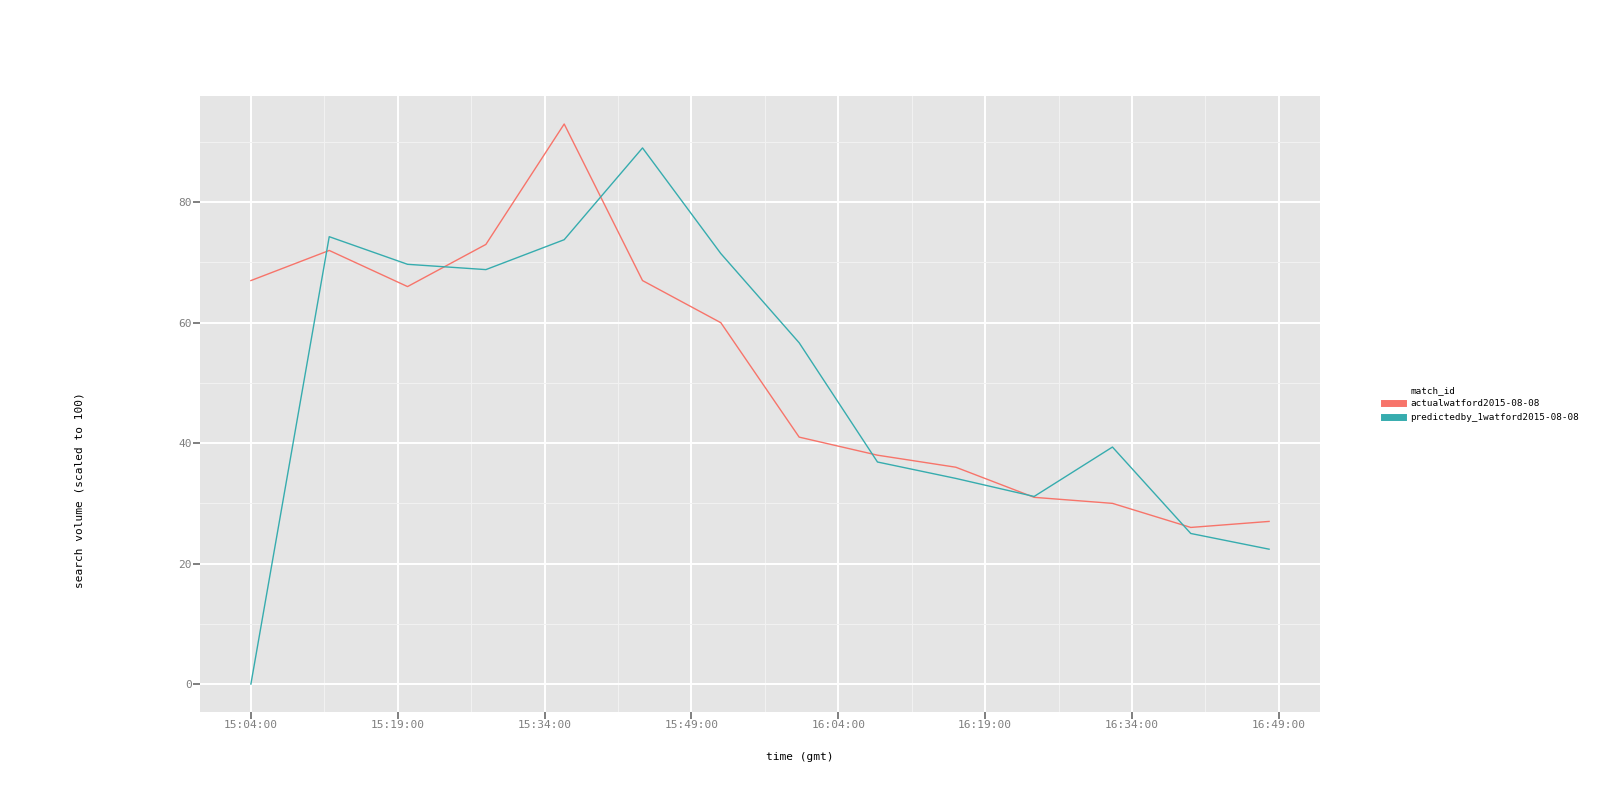 80
60
40
20
0
search volume (scaled to 100)
15:04:00 15:19:00 15:34:00 15:49:00 16:04:00 16:19:00 16:34:00 16:49:00
time (gmt)
match_id
actualwatford2015-08-08
predictedby_1watford2015-08-08